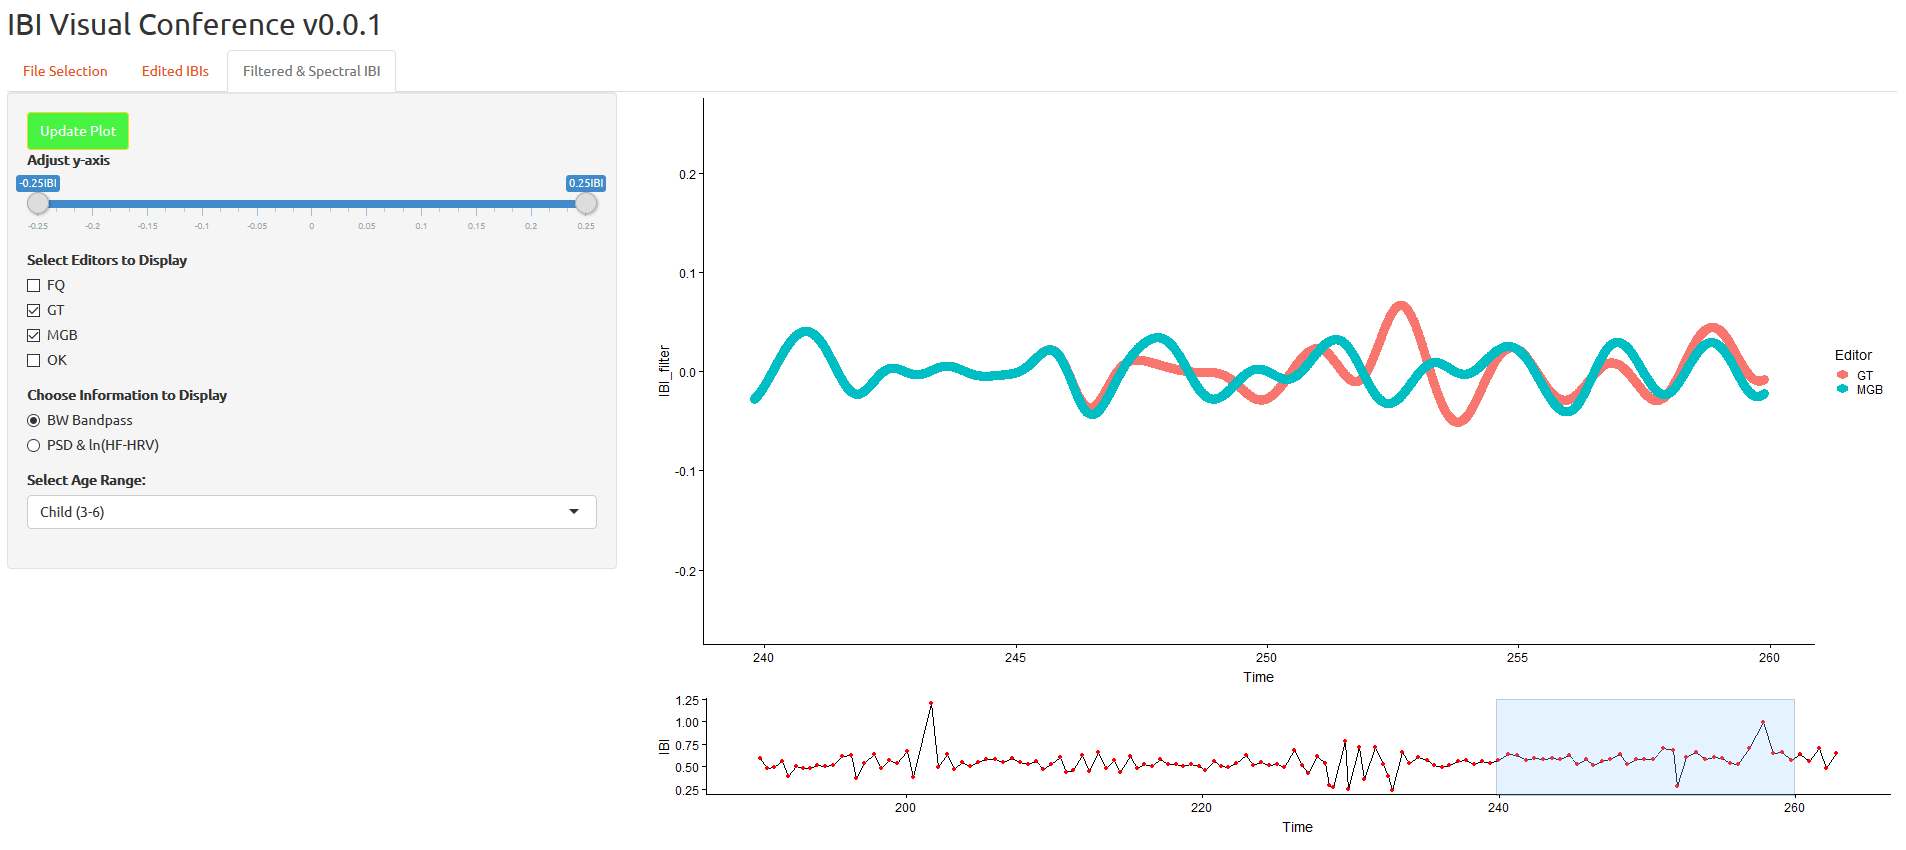 IBI Visual Conference v0.0.1
File Selection
Edited IBIs
Filtered & Spectral IBI
Update Plot
Adjust y-axis
-0.25IBI
0.25IBI
-0.25 -0.2 -0.15 -0.1 -0.05 0 0.05 0.1 0.15 0.2 0.25
Select Editors to Display
FQ
GT
MGB
OK
Choose Information to Display
BW Bandpass
PSD & ln(HF-HRV)
Select Age Range:
Child (3-6)
IBI_filter
0.2
0.1
0.0
-0.1
-0.2
240 245 250 255 260
Time
Editor
GT
MGB
IBI
1.25
1.00
0.75
0.50
0.25
200 220 240 260
Time